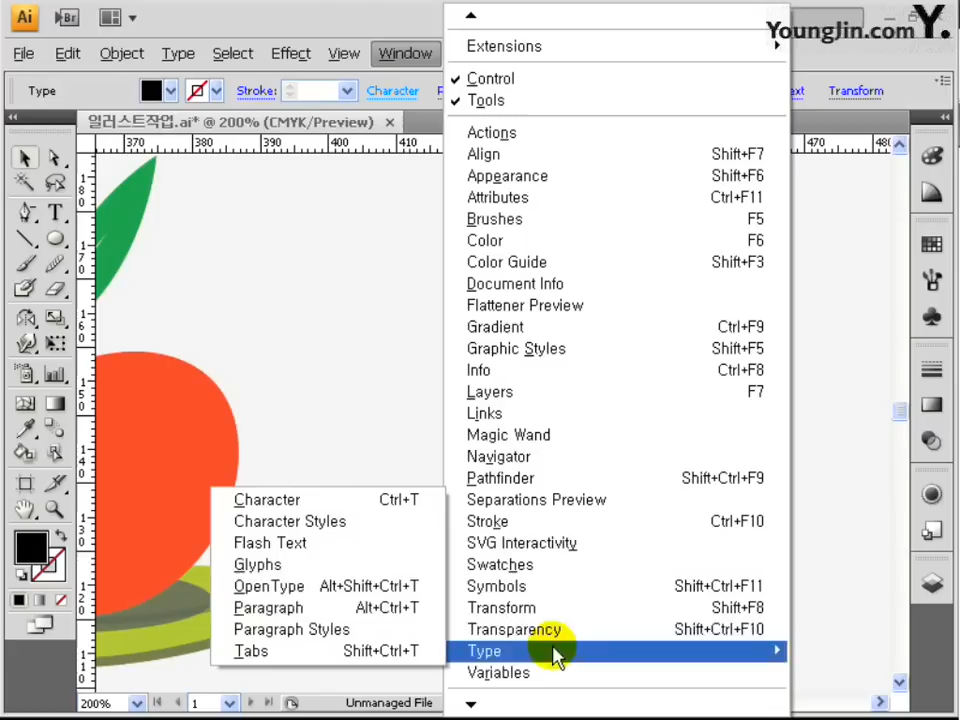 Ai Br
YoungJin.com Y.
File Edit Object Type Select Effect View Window
Type Stroke: Character Transform
일러스트작업.ai* @ 200% (CMYK/Preview)
370 380 390 400 410 470
Extensions
Control
Tools
Actions
Align Shift+F7
Appearance Shift+F6
Attributes Ctrl+F11
Brushes F5
Color F6
Color Guide Shift+F3
Document Info
Flattener Preview
Gradient Ctrl+F9
Graphic Styles Shift+F5
Info Ctrl+F8
Layers F7
Links
Magic Wand
Navigator
Pathfinder Shift+Ctrl+F9
Separations Preview
Stroke Ctrl+F10
SVG Interactivity
Swatches
Symbols Shift+Ctrl+F11
Transform Shift+F8
Transparency Shift+Ctrl+F10
Type
Variables
Character Ctrl+T
Character Styles
Flash Text
Glyphs
OpenType Alt+Shift+Ctrl+T
Paragraph Alt+Ctrl+T
Paragraph Styles
Tabs Shift+Ctrl+T
200% 1 Unmanaged File